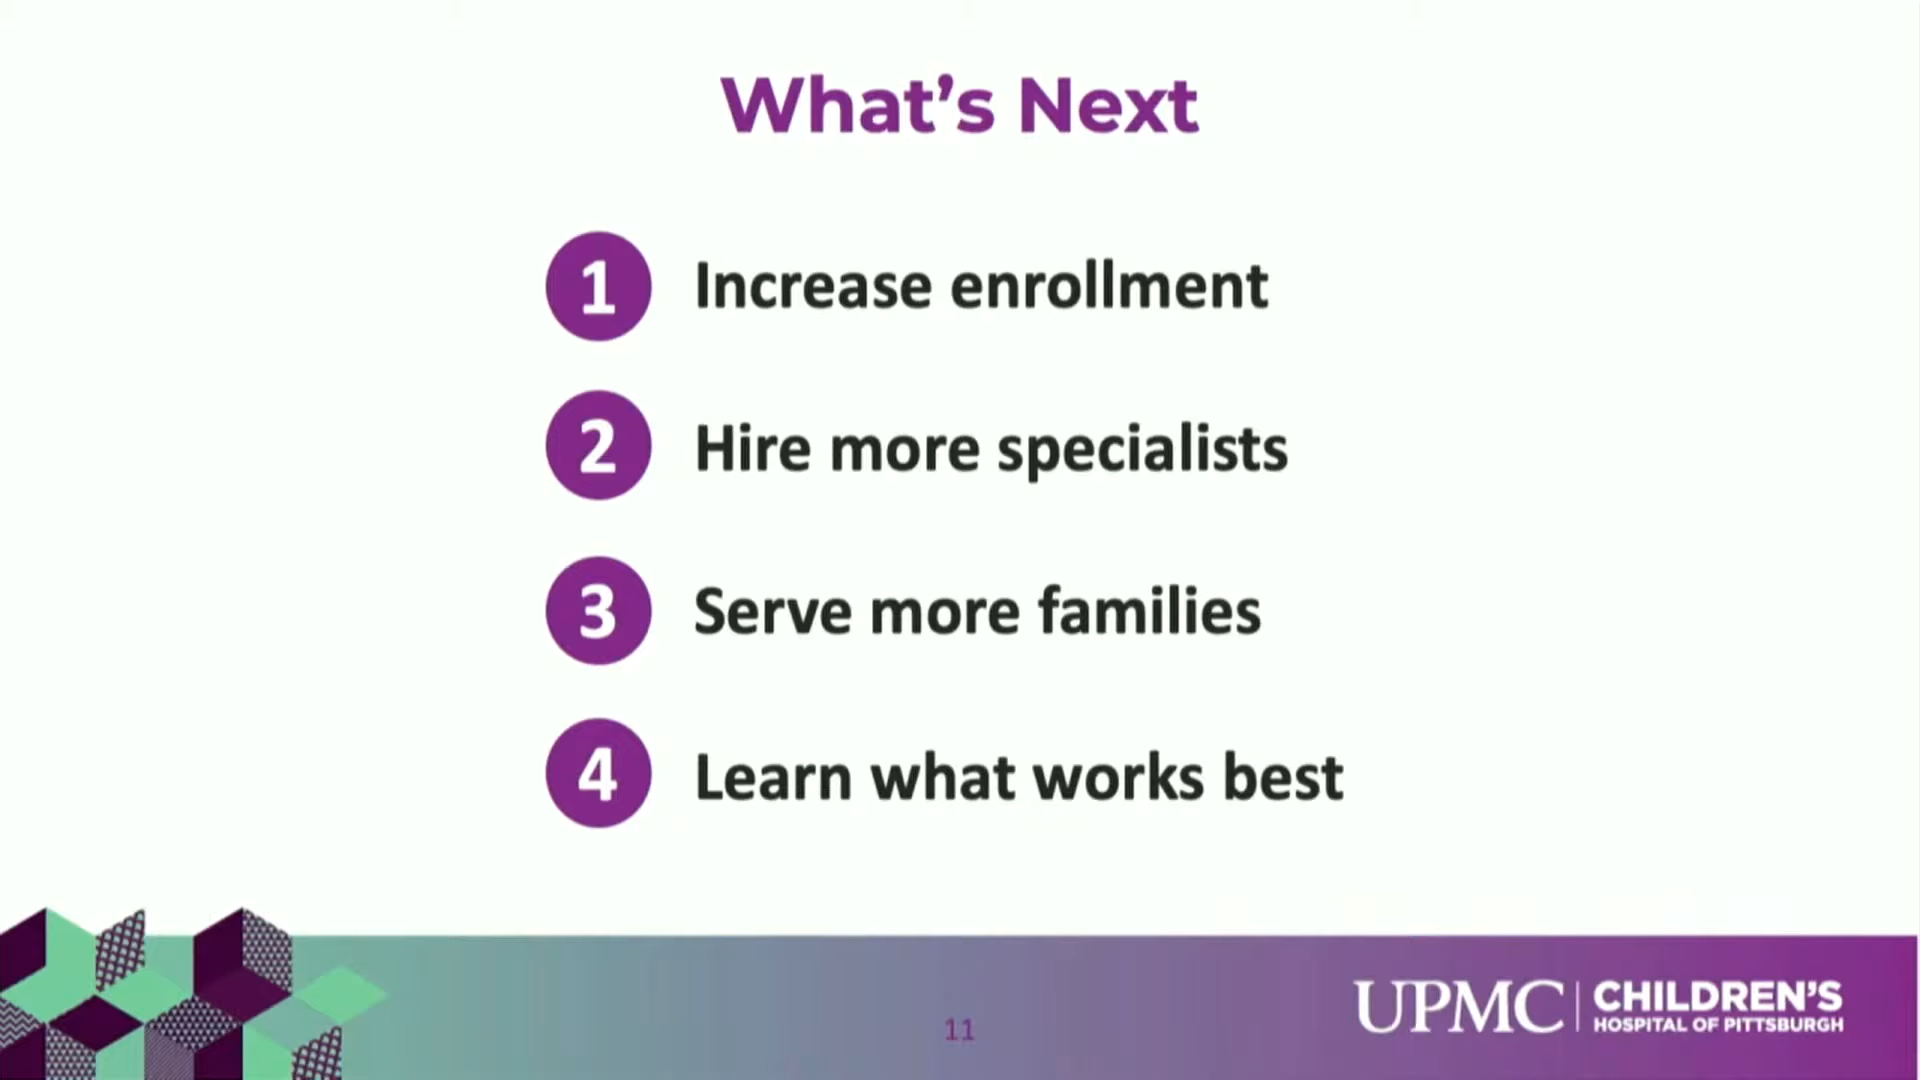 What's Next
1 Increase enrollment
2 Hire more specialists
3 Serve more families
4 Learn what works best
11
UPMC CHILDREN'S
HOSPITAL OF PITTSBURGH